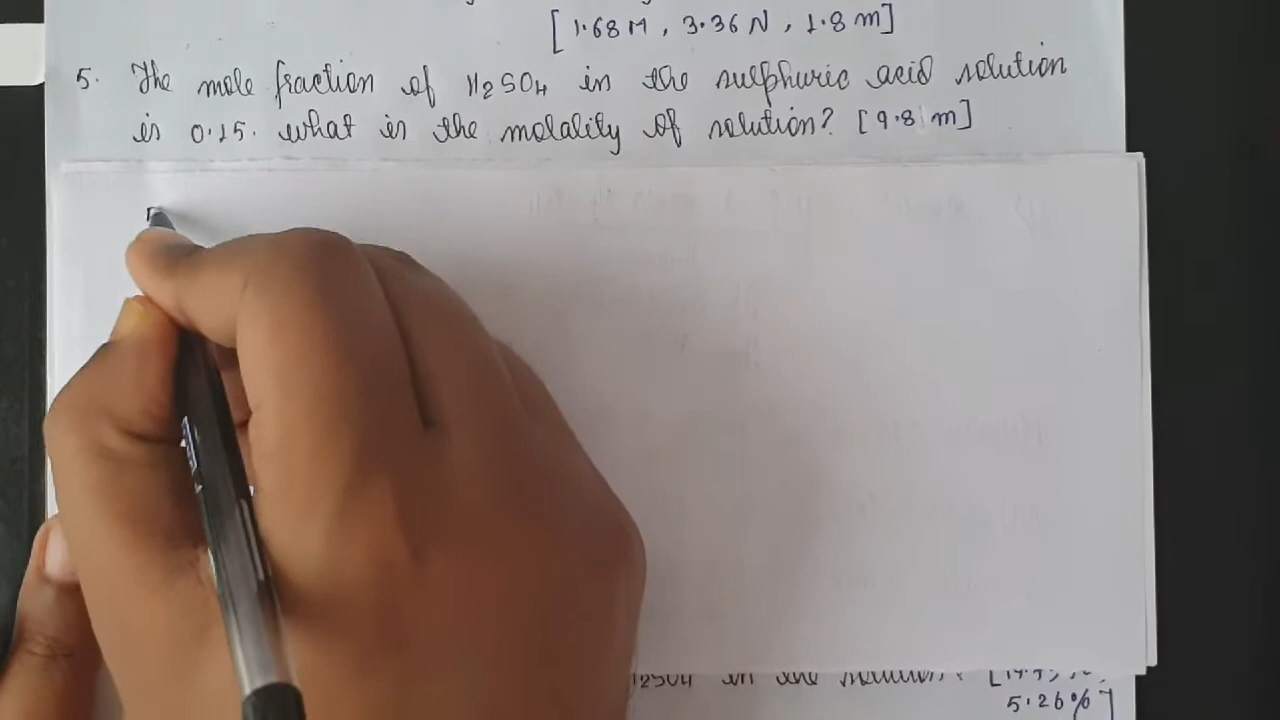 [1.68 M, 3.36 N, 1.8 m]
5. The mole fraction of H2SO4 in the sulphuric acid solution
is 0.15. what is the molality of solution? [9.8 m]
5.26%]